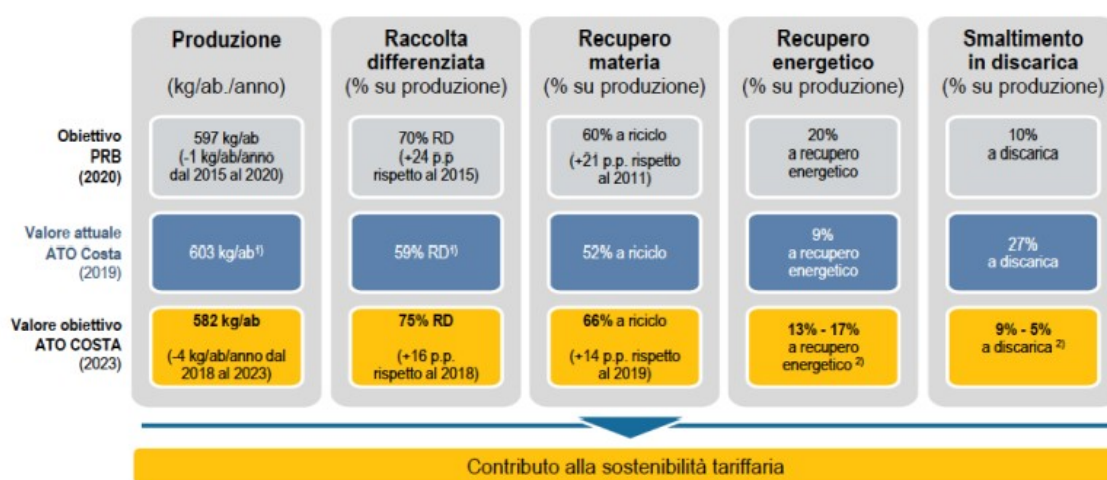 Produzione
(kg/ab./anno)
Raccolta
differenziata
(% su produzione)
Recupero
materia
(% su produzione)
Recupero
energetico
(% su produzione)
Smaltimento
in discarica
(% su produzione)
Obiettivo
PRB
(2020)
597 kg/ab
(-1 kg/ab/anno
dal 2015 al 2020)
70% RD
(+24 p.p
rispetto al 2015)
60% a riciclo
(+21 p.p. rispetto
al 2011)
20%
a recupero
energetico
10%
a discarica
Valore attuale
ATO Costa
(2019)
603 kg/ab¹⁾
59% RD¹⁾
52% a riciclo
9%
a recupero
energetico
27%
a discarica
Valore obiettivo
ATO COSTA
(2023)
582 kg/ab
(-4 kg/ab/anno dal
2018 al 2023)
75% RD
(+16 p.p.
rispetto al 2018)
66% a riciclo
(+14 p.p. rispetto
al 2019)
13% - 17%
a recupero
energetico ²⁾
9% - 5%
a discarica ²⁾
Contributo alla sostenibilità tariffaria